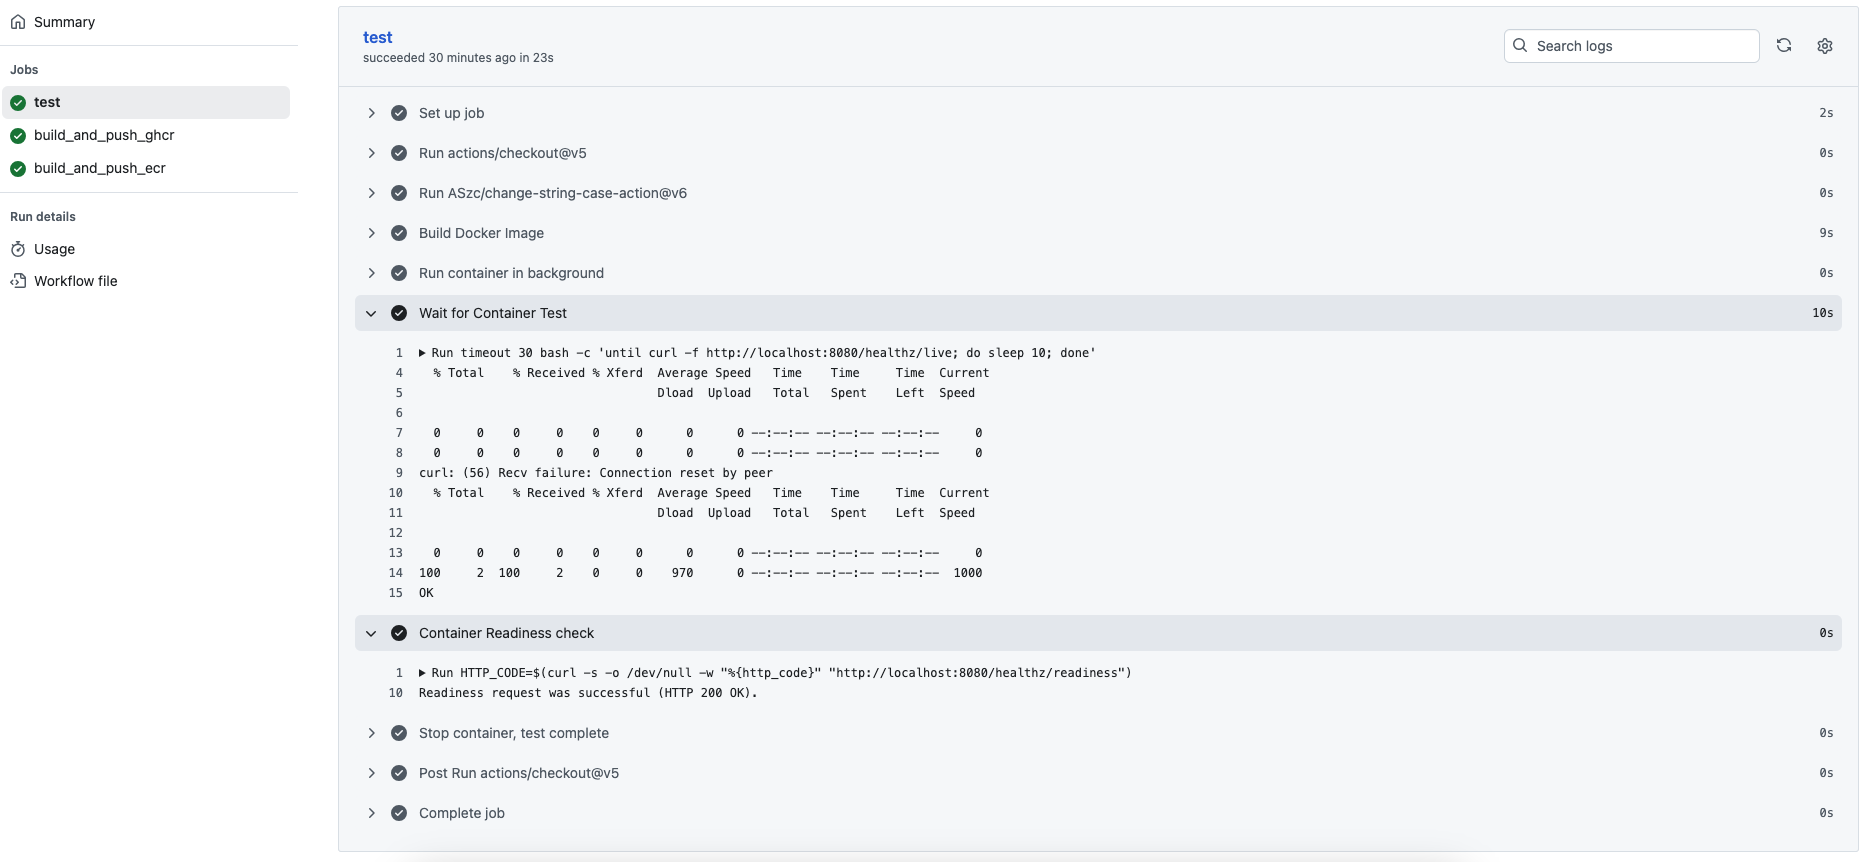 Summary
Jobs
test
build_and_push_ghcr
build_and_push_ecr
Run details
Usage
Workflow file
test
succeeded 30 minutes ago in 23s
Search logs
Set up job 2s
Run actions/checkout@v5 0s
Run ASzc/change-string-case-action@v6 0s
Build Docker Image 9s
Run container in background 0s
Wait for Container Test 10s
1 ▶ Run timeout 30 bash -c 'until curl -f http://localhost:8080/healthz/live; do sleep 10; done'
4   % Total    % Received % Xferd  Average Speed   Time    Time     Time  Current
5                                  Dload  Upload   Total   Spent    Left  Speed
6
7   0     0    0     0    0     0      0      0 --:--:-- --:--:-- --:--:--     0
8   0     0    0     0    0     0      0      0 --:--:-- --:--:-- --:--:--     0
9 curl: (56) Recv failure: Connection reset by peer
10   % Total    % Received % Xferd  Average Speed   Time    Time     Time  Current
11                                  Dload  Upload   Total   Spent    Left  Speed
12
13   0     0    0     0    0     0      0      0 --:--:-- --:--:-- --:--:--     0
14 100     2  100     2    0     0    970      0 --:--:-- --:--:-- --:--:--  1000
15 OK
Container Readiness check 0s
1 ▶ Run HTTP_CODE=$(curl -s -o /dev/null -w "%{http_code}" "http://localhost:8080/healthz/readiness")
10 Readiness request was successful (HTTP 200 OK).
Stop container, test complete 0s
Post Run actions/checkout@v5 0s
Complete job 0s